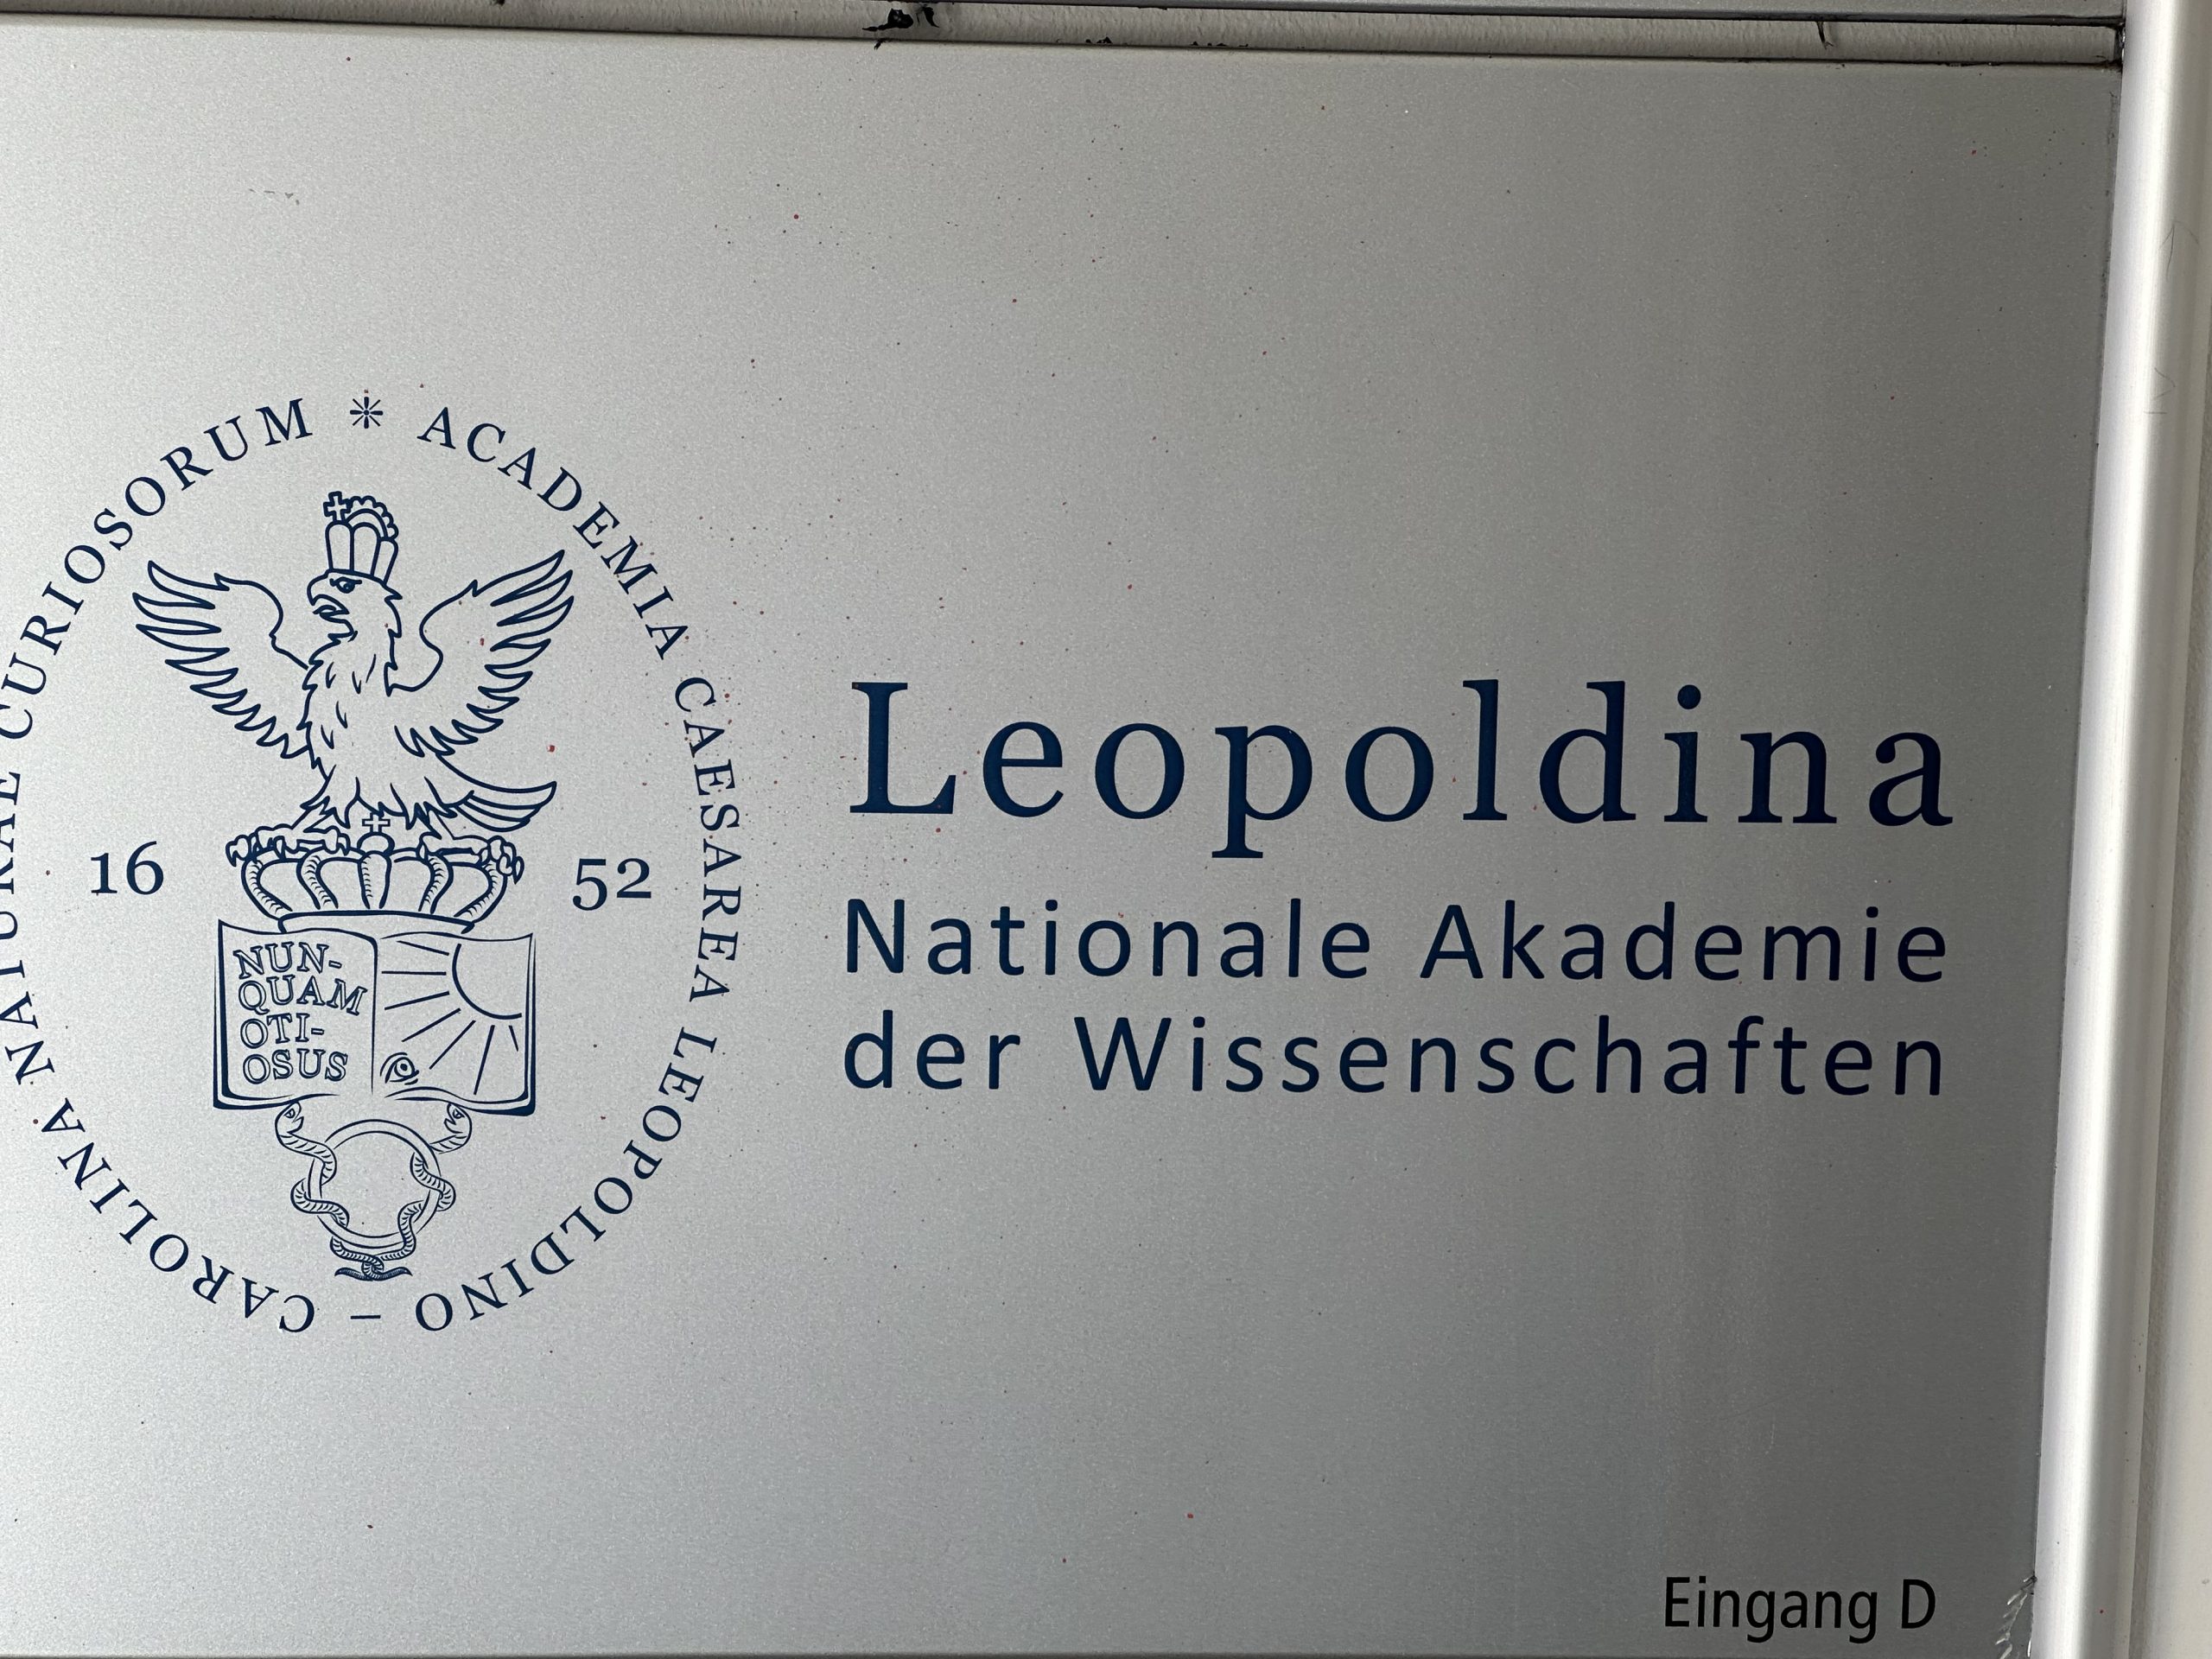 ACADEMIA CAESAREA LEOPOLDINO – CAROLINA NATURAE CURIOSORUM
16 52
NUN-
QUAM
OTI-
OSUS
Leopoldina
Nationale Akademie
der Wissenschaften
Eingang D